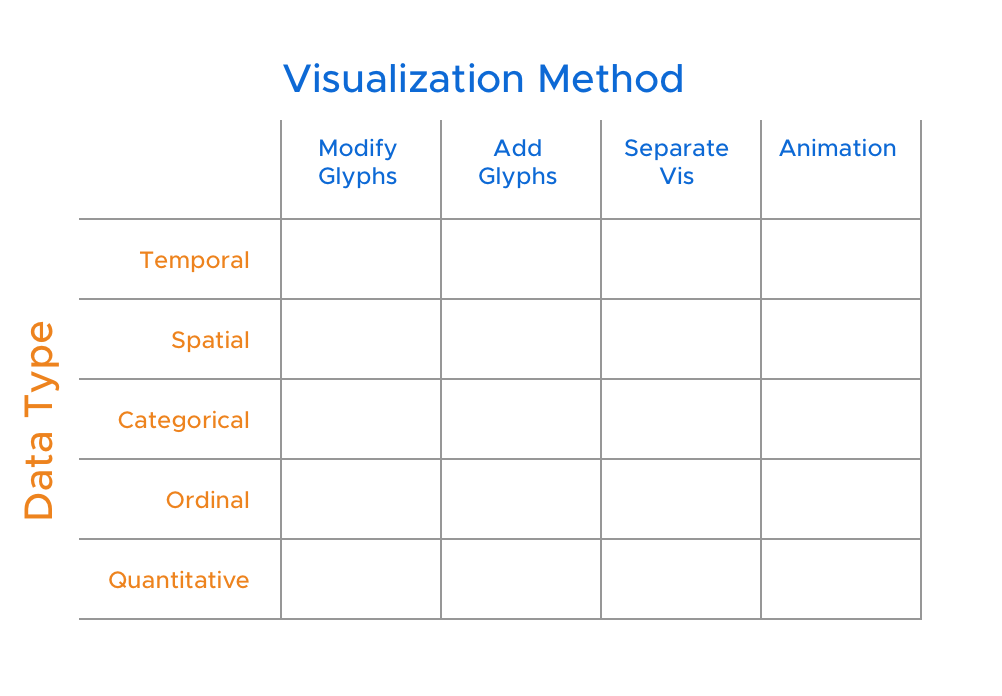 Visualization Method
Modify
Glyphs
Add
Glyphs
Separate
Vis
Animation
Data Type
Temporal
Spatial
Categorical
Ordinal
Quantitative